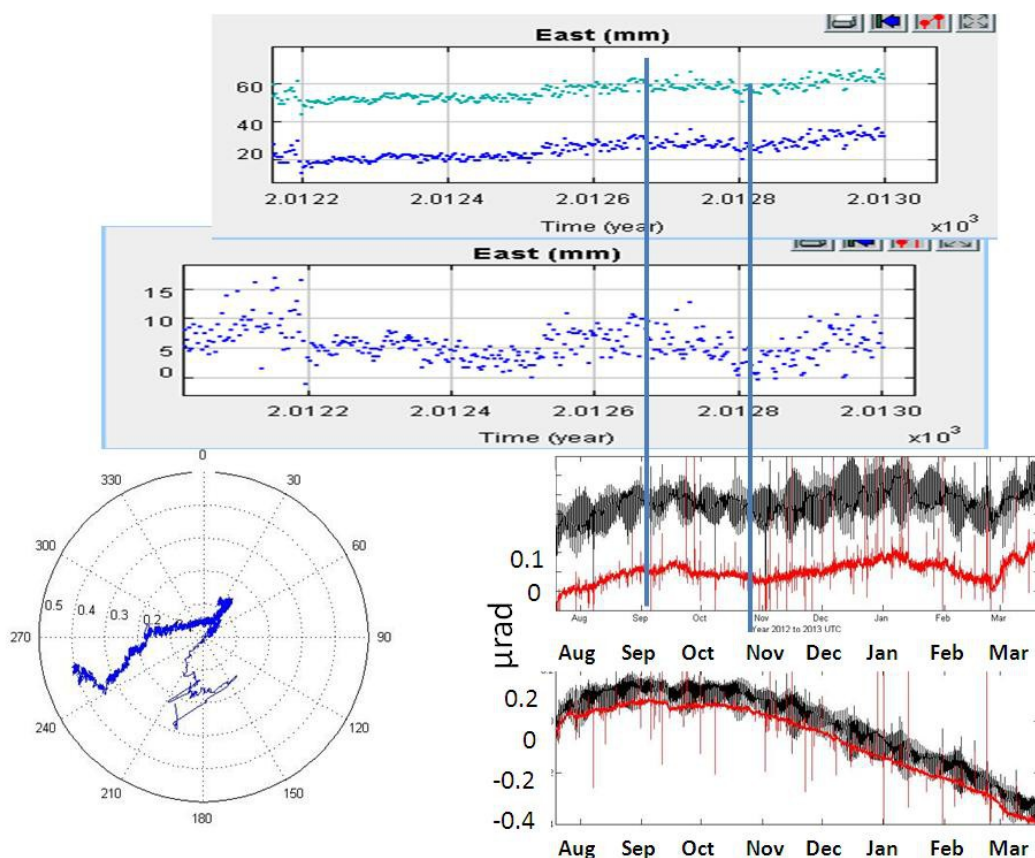 East (mm)
60
40
20
2.0122 2.0124 2.0126 2.0128 2.0130
Time (year) x10³
East (mm)
15
10
5
0
2.0122 2.0124 2.0126 2.0128 2.0130
Time (year) x10³
0
330 30
300 60
0.5 0.4 0.3 0.2
270 90
240 120
210 150
180
µrad
0.1
0
Aug Sep Oct Nov Dec Jan Feb Mar
Year 2012 to 2013 UTC
Aug Sep Oct Nov Dec Jan Feb Mar
0.2
0
-0.2
-0.4
Aug Sep Oct Nov Dec Jan Feb Mar